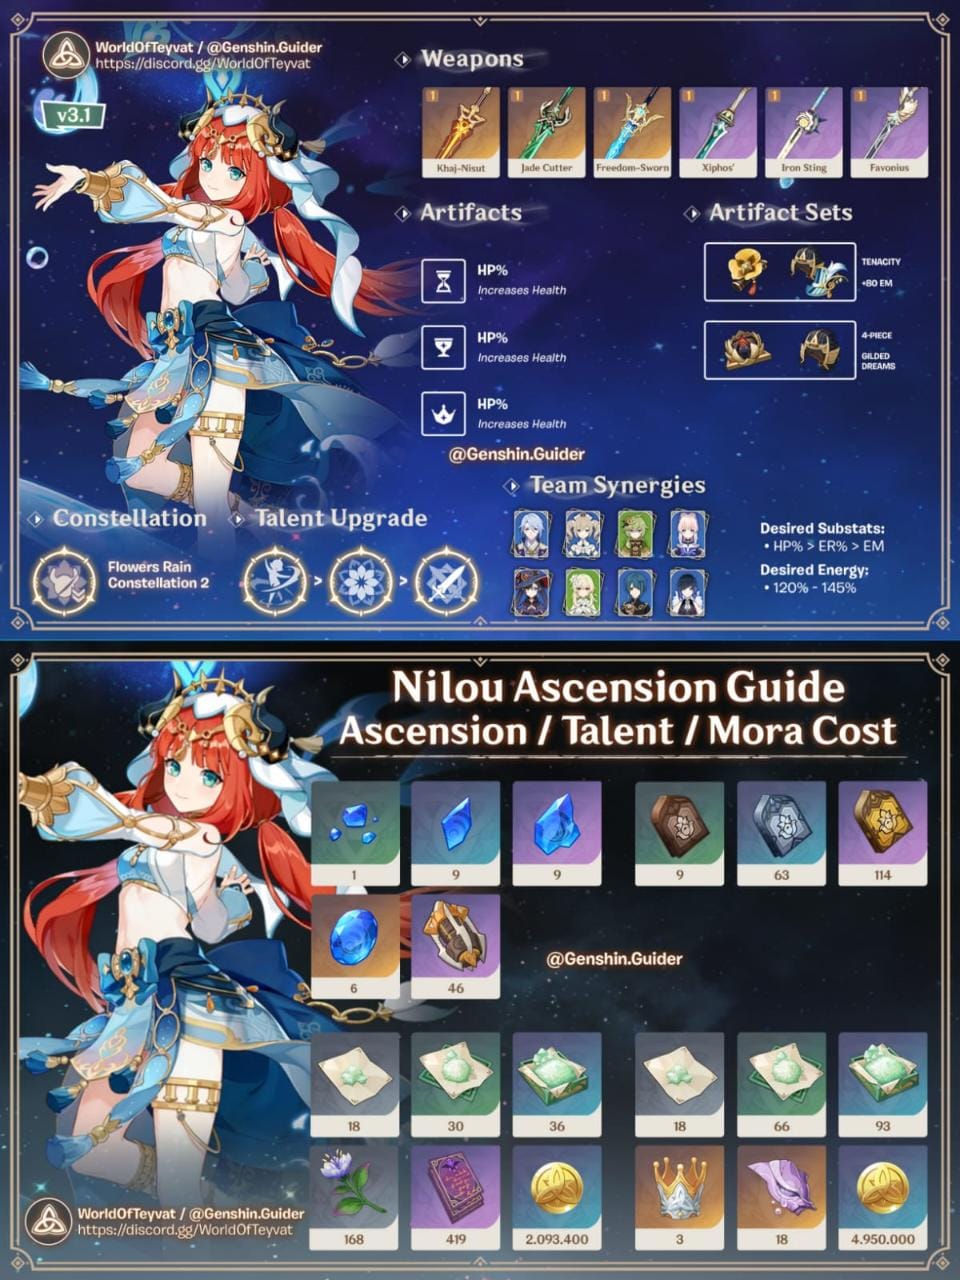 WorldOfTeyvat / @Genshin.Guider
https://discord.gg/WorldOfTeyvat
v3.1
Weapons
1 1 1 1 1 1
Khaj-Nisut Jade Cutter Freedom-Sworn Xiphos' Iron Sting Favonius
Artifacts
HP%
Increases Health
HP%
Increases Health
HP%
Increases Health
Artifact Sets
TENACITY
+80 EM
4-PIECE
GILDED
DREAMS
@Genshin.Guider
Constellation
Flowers Rain
Constellation 2
Talent Upgrade
> >
Team Synergies
Desired Substats:
• HP% > ER% > EM
Desired Energy:
• 120% - 145%
Nilou Ascension Guide
Ascension / Talent / Mora Cost
1 9 9 9 63 114
6 46
@Genshin.Guider
18 30 36 18 66 93
168 419 2.093.400 3 18 4.950.000
WorldOfTeyvat / @Genshin.Guider
https://discord.gg/WorldOfTeyvat